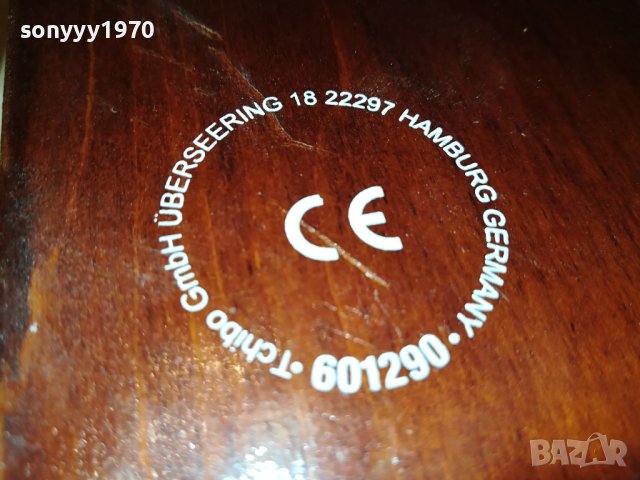 sonyyy1970
Tchibo GmbH ÜBERSEERING 18 22297 HAMBURG GERMANY • 601290 •
CE
BAZAR